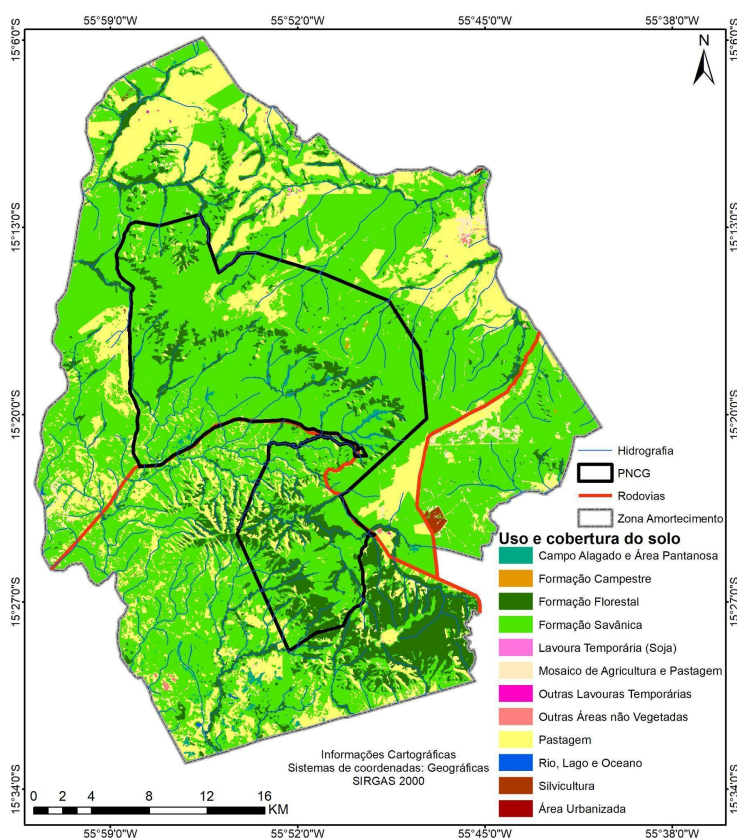 55°59'0"W 55°52'0"W 55°45'0"W 55°38'0"W
15°6'0"S 15°6'0"S
N
15°13'0"S 15°13'0"S
15°20'0"S 15°20'0"S
Hidrografia
PNCG
Rodovias
Zona Amortecimento
Uso e cobertura do solo
Campo Alagado e Área Pantanosa
Formação Campestre
Formação Florestal
15°27'0"S 15°27'0"S
Formação Savânica
Lavoura Temporária (Soja)
Mosaico de Agricultura e Pastagem
Outras Lavouras Temporárias
Outras Áreas não Vegetadas
Pastagem
Rio, Lago e Oceano
Silvicultura
Área Urbanizada
Informações Cartográficas
Sistemas de coordenadas: Geográficas
SIRGAS 2000
15°34'0"S 15°34'0"S
0 2 4 8 12 16
KM
55°59'0"W 55°52'0"W 55°45'0"W 55°38'0"W